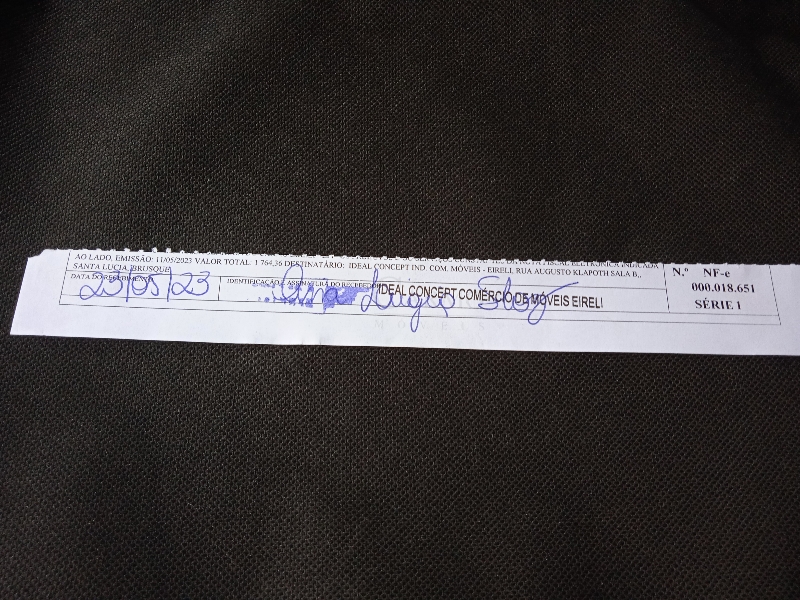 AO LADO. EMISSÃO: 11/05/2023 VALOR TOTAL: 1 764,36 DESTINATÁRIO: IDEAL CONCEPT IND. COM. MÓVEIS - EIRELI, RUA AUGUSTO KLAPOTH SALA B.,
SANTA LUCIA, BRUSQUE
DATA DO RECEBIMENTO
23/05/23
IDENTIFICAÇÃO E ASSINATURA DO RECEBEDOR
IDEAL CONCEPT COMÉRCIO DE MÓVEIS EIRELI
MÓVEIS
N.º NF-e
000.018.651
SÉRIE 1